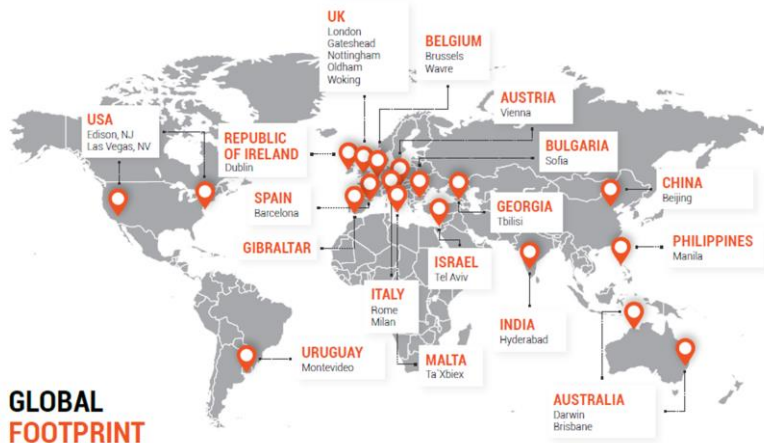 UK
London
Gateshead
Nottingham
Oldham
Woking
BELGIUM
Brussels
Wavre
AUSTRIA
Vienna
USA
Edison, NJ
Las Vegas, NV
REPUBLIC
OF IRELAND
Dublin
BULGARIA
Sofia
SPAIN
Barcelona
GEORGIA
Tbilisi
CHINA
Beijing
GIBRALTAR
ISRAEL
Tel Aviv
PHILIPPINES
Manila
ITALY
Rome
Milan
INDIA
Hyderabad
URUGUAY
Montevideo
MALTA
Ta`Xbiex
AUSTRALIA
Darwin
Brisbane
GLOBAL
FOOTPRINT